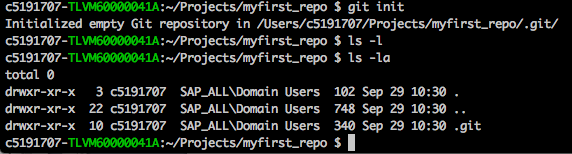 c5191707-TLVM60000041A:~/Projects/myfirst_repo $ git init
Initialized empty Git repository in /Users/c5191707/Projects/myfirst_repo/.git/
c5191707-TLVM60000041A:~/Projects/myfirst_repo $ ls -l
c5191707-TLVM60000041A:~/Projects/myfirst_repo $ ls -la
total 0
drwxr-xr-x   3 c5191707  SAP_ALL\Domain Users  102 Sep 29 10:30 .
drwxr-xr-x  22 c5191707  SAP_ALL\Domain Users  748 Sep 29 10:30 ..
drwxr-xr-x  10 c5191707  SAP_ALL\Domain Users  340 Sep 29 10:30 .git
c5191707-TLVM60000041A:~/Projects/myfirst_repo $